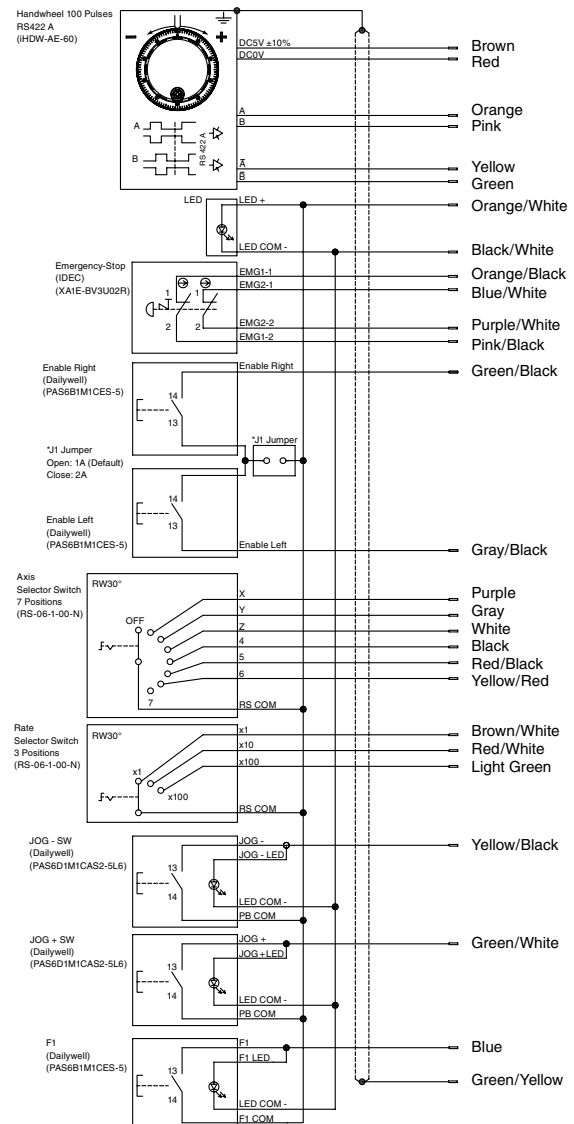 Handwheel 100 Pulses
RS422 A
(iHDW-AE-60)
− +
DC5V ±10%
DC0V
Brown
Red
A
B
Orange
Pink
A
B
RS422 A
A̅
B̅
Yellow
Green
LED
LED +
Orange/White
LED COM -
Black/White
Emergency-Stop
(IDEC)
(XA1E-BV3U02R)
1 1
2 2
EMG1-1
EMG2-1
Orange/Black
Blue/White
EMG2-2
EMG1-2
Purple/White
Pink/Black
Enable Right
(Dailywell)
(PAS6B1M1CES-5)
14
13
Enable Right
Green/Black
*J1 Jumper
Open: 1A (Default)
Close: 2A
*J1 Jumper
Enable Left
(Dailywell)
(PAS6B1M1CES-5)
14
13
Enable Left
Gray/Black
Axis
Selector Switch
7 Positions
(RS-06-1-00-N)
RW30°
OFF
7
X
Y
Z
4
5
6
RS COM
Purple
Gray
White
Black
Red/Black
Yellow/Red
Rate
Selector Switch
3 Positions
(RS-06-1-00-N)
RW30°
x1
x100
x1
x10
x100
RS COM
Brown/White
Red/White
Light Green
JOG - SW
(Dailywell)
(PAS6D1M1CAS2-5L6)
13
14
JOG -
JOG - LED
LED COM -
PB COM
Yellow/Black
JOG + SW
(Dailywell)
(PAS6D1M1CAS2-5L6)
13
14
JOG +
JOG +LED
LED COM -
PB COM
Green/White
F1
(Dailywell)
(PAS6B1M1CES-5)
13
14
F1
F1 LED
LED COM -
F1 COM
Blue
Green/Yellow